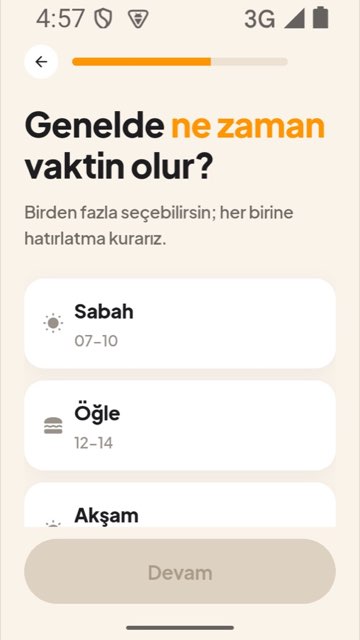 4:57 3G
Genelde ne zaman
vaktin olur?
Birden fazla seçebilirsin; her birine
hatırlatma kurarız.
Sabah
07–10
Öğle
12–14
Akşam
Devam